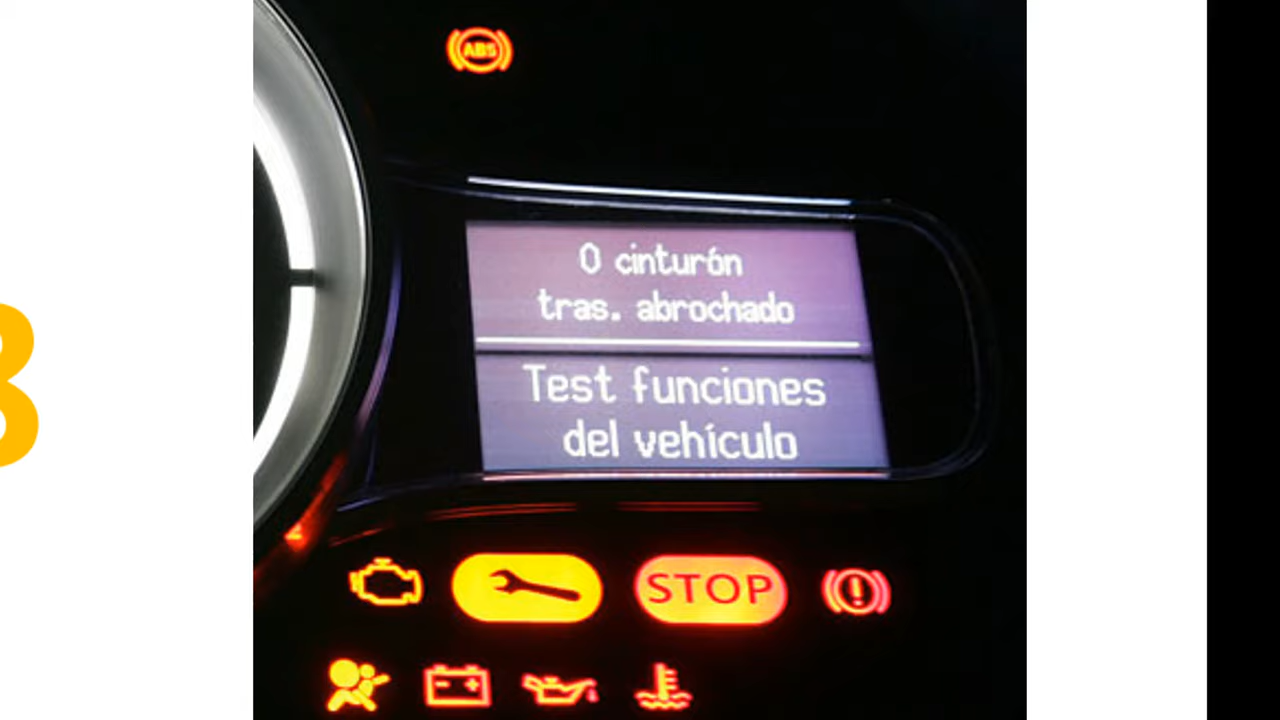 ABS
0 cinturón
tras. abrochado
Test funciones
del vehículo
STOP